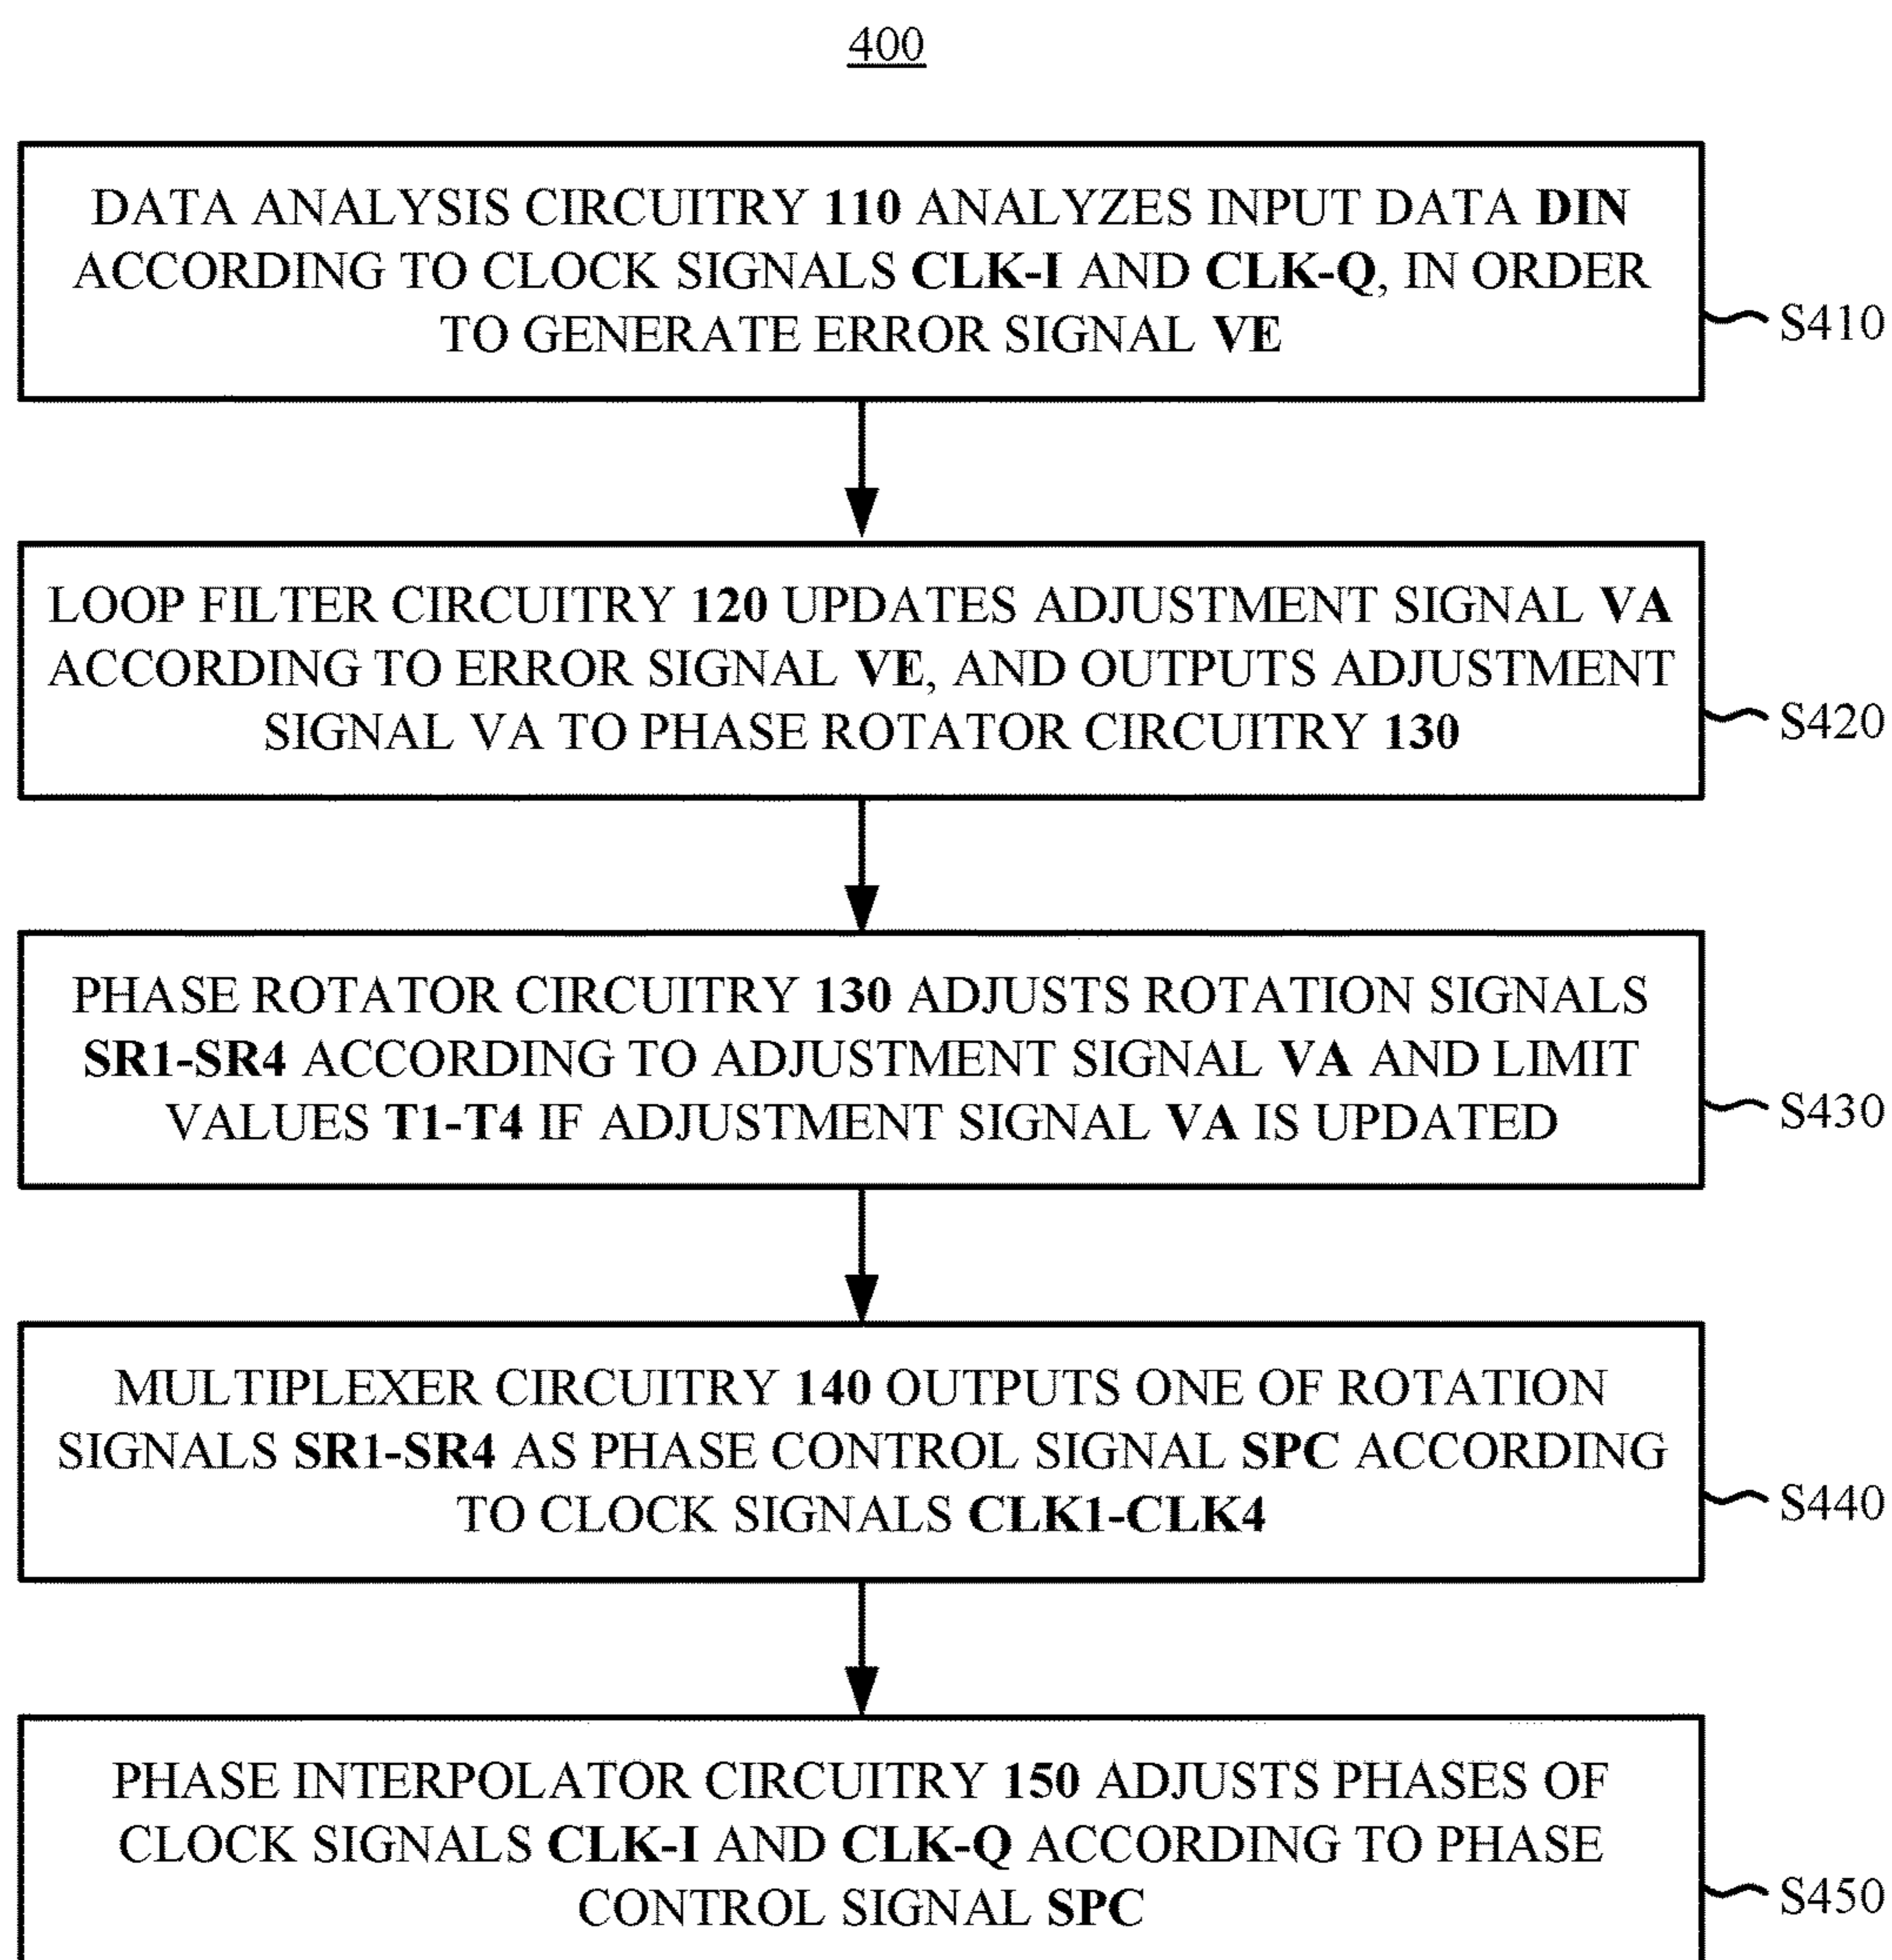 400
DATA ANALYSIS CIRCUITRY 110 ANALYZES INPUT DATA DIN
ACCORDING TO CLOCK SIGNALS CLK-I AND CLK-Q, IN ORDER
TO GENERATE ERROR SIGNAL VE
S410
LOOP FILTER CIRCUITRY 120 UPDATES ADJUSTMENT SIGNAL VA
ACCORDING TO ERROR SIGNAL VE, AND OUTPUTS ADJUSTMENT
SIGNAL VA TO PHASE ROTATOR CIRCUITRY 130
S420
PHASE ROTATOR CIRCUITRY 130 ADJUSTS ROTATION SIGNALS
SR1-SR4 ACCORDING TO ADJUSTMENT SIGNAL VA AND LIMIT
VALUES T1-T4 IF ADJUSTMENT SIGNAL VA IS UPDATED
S430
MULTIPLEXER CIRCUITRY 140 OUTPUTS ONE OF ROTATION
SIGNALS SR1-SR4 AS PHASE CONTROL SIGNAL SPC ACCORDING
TO CLOCK SIGNALS CLK1-CLK4
S440
PHASE INTERPOLATOR CIRCUITRY 150 ADJUSTS PHASES OF
CLOCK SIGNALS CLK-I AND CLK-Q ACCORDING TO PHASE
CONTROL SIGNAL SPC
S450